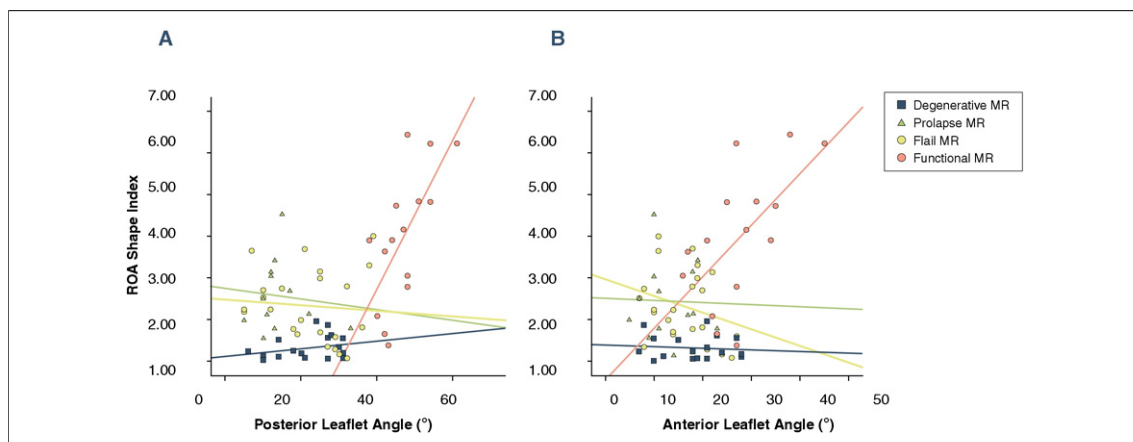 A
B
7.00
6.00
5.00
4.00
3.00
2.00
1.00
ROA Shape Index
0
20
40
60
Posterior Leaflet Angle (°)
7.00
6.00
5.00
4.00
3.00
2.00
1.00
0
10
20
30
40
50
Anterior Leaflet Angle (°)
Degenerative MR
Prolapse MR
Flail MR
Functional MR